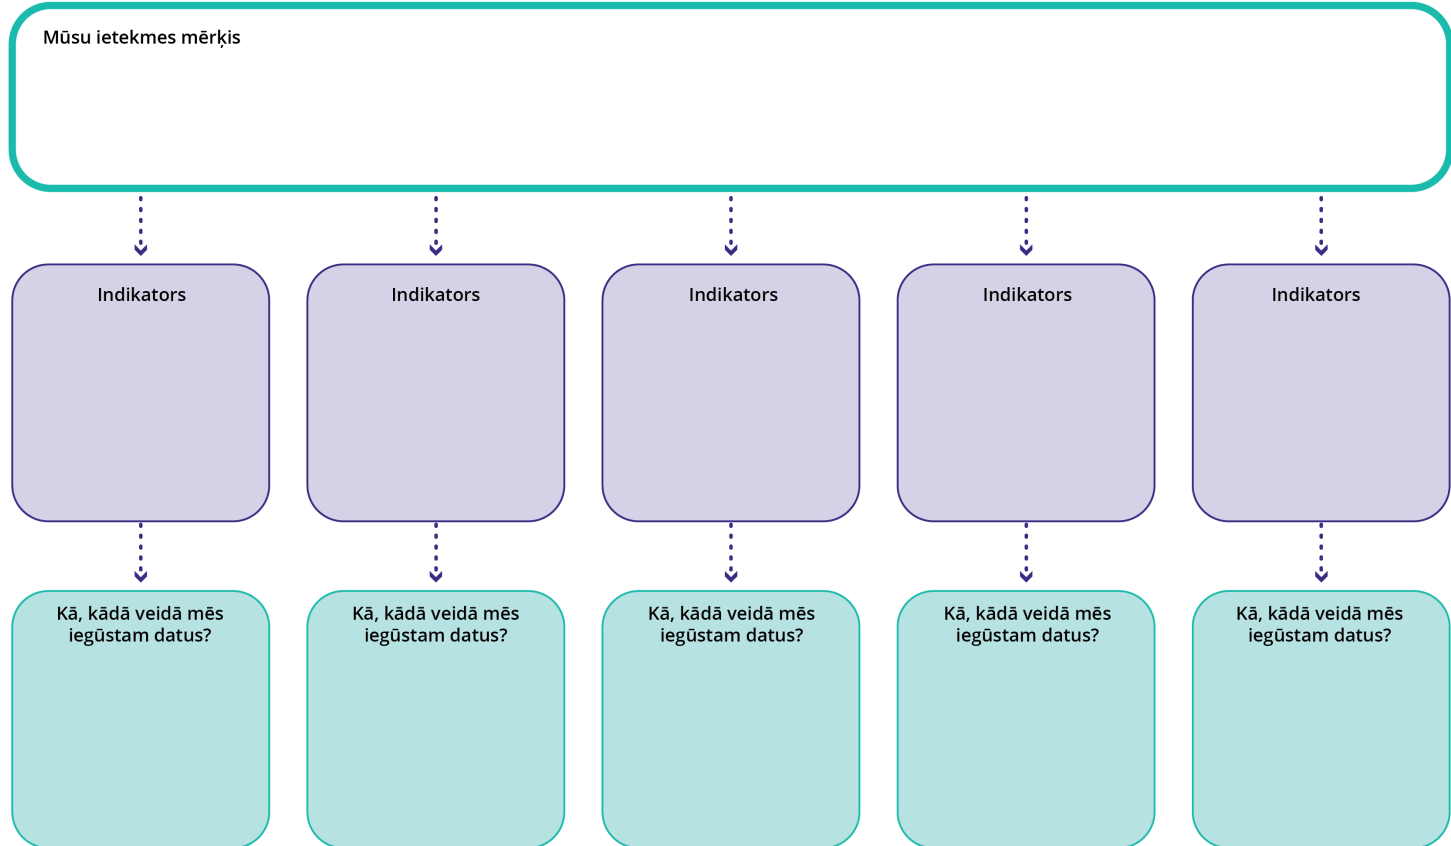 Mūsu ietekmes mērķis
Indikators
Indikators
Indikators
Indikators
Indikators
Kā, kādā veidā mēs
iegūstam datus?
Kā, kādā veidā mēs
iegūstam datus?
Kā, kādā veidā mēs
iegūstam datus?
Kā, kādā veidā mēs
iegūstam datus?
Kā, kādā veidā mēs
iegūstam datus?